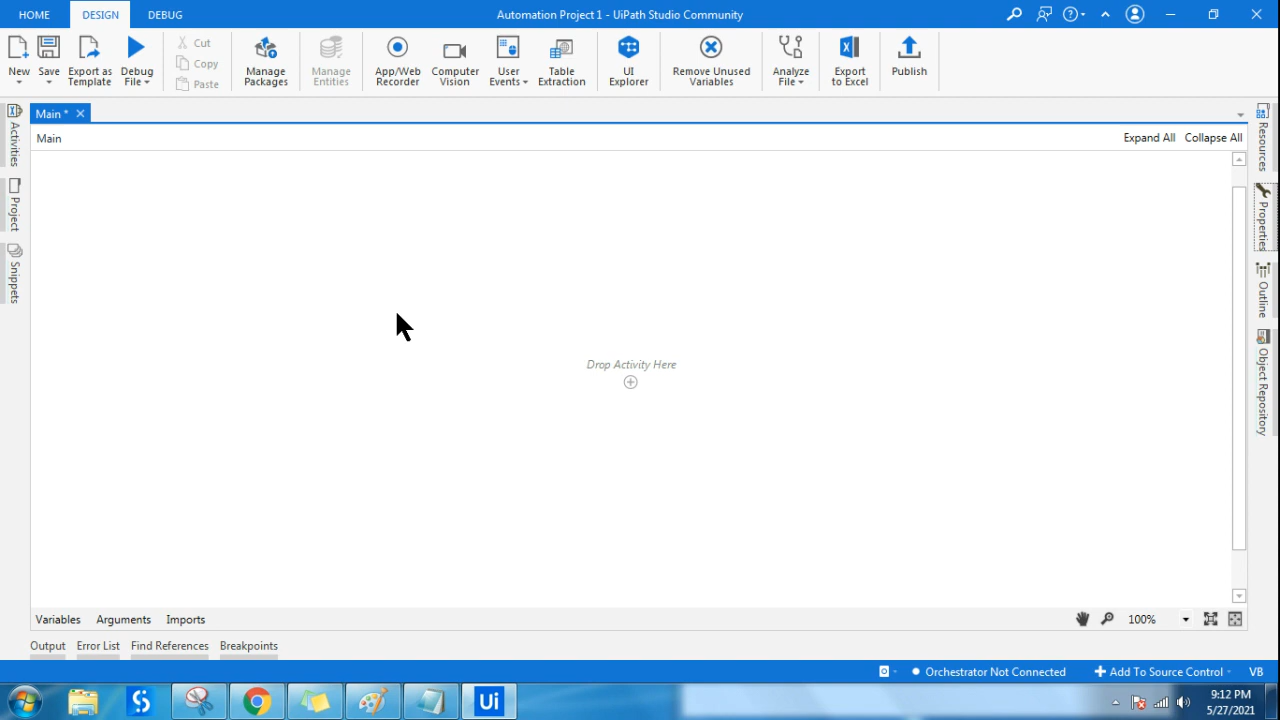 HOME DESIGN DEBUG Automation Project1 - UiPath Studio Community
New Save Export as Template Debug File Cut Copy Paste Manage Packages Manage Entities App/Web Recorder Computer Vision User Events Table Extraction UI Explorer Remove Unused Variables Analyze File Export to Excel Publish
Main *
Main Expand All Collapse All
Activities
Project
Snippets
Drop Activity Here
Resources
Properties
Outline
Object Repository
Variables Arguments Imports 100%
Output Error List Find References Breakpoints
Orchestrator Not Connected Add To Source Control VB
Ui 9:12 PM
5/27/2021